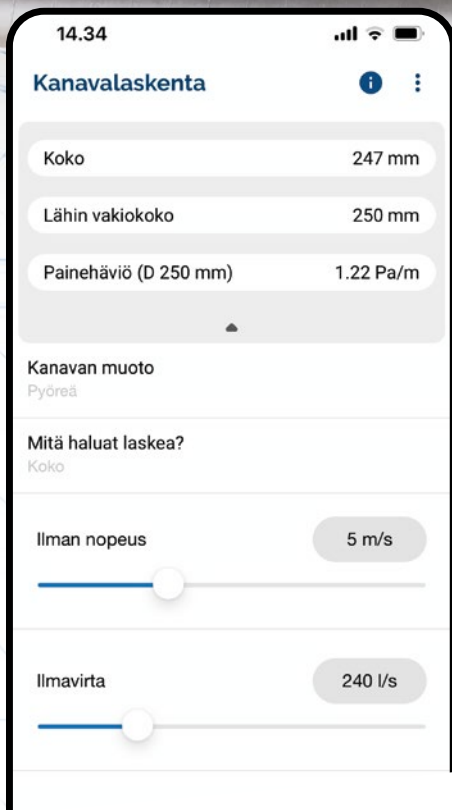 14.34
Kanavalaskenta
Koko 247 mm
Lähin vakiokoko 250 mm
Painehäviö (D 250 mm) 1.22 Pa/m
Kanavan muoto
Pyöreä
Mitä haluat laskea?
Koko
Ilman nopeus 5 m/s
Ilmavirta 240 l/s